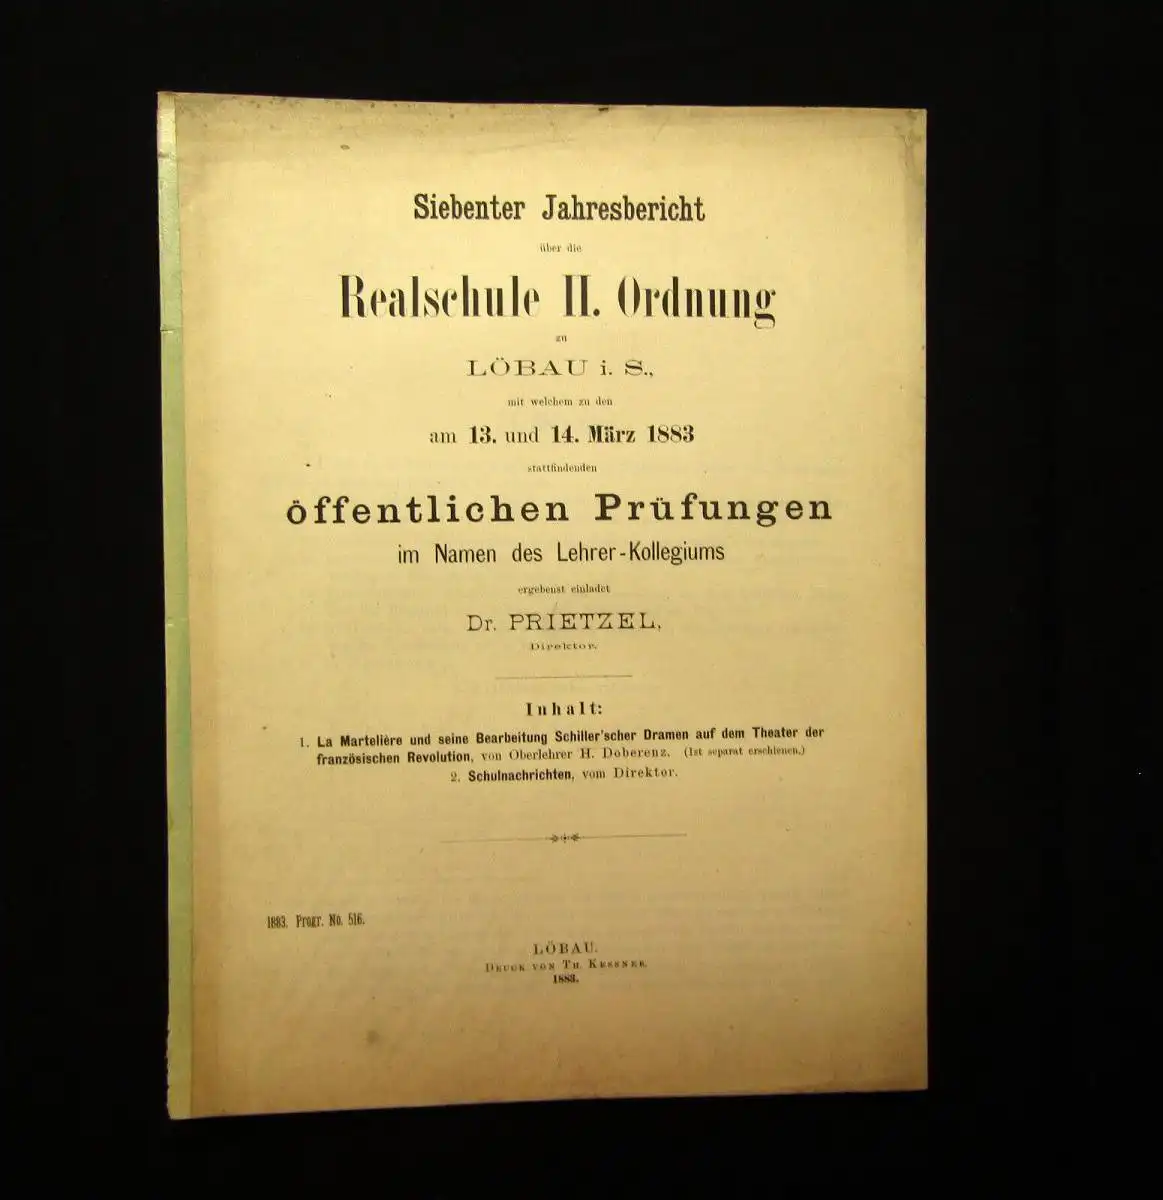 Siebenter Jahresbericht
über die
Realschule II. Ordnung
zu
LÖBAU i. S.,
mit welchem zu den
am 13. und 14. März 1883
stattfindenden
öffentlichen Prüfungen
im Namen des Lehrer-Kollegiums
ergebenst einladet
Dr. PRIETZEL,
Direktor.
Inhalt:
1. La Martelière und seine Bearbeitung Schiller'scher Dramen auf dem Theater der
französischen Revolution, von Oberlehrer H. Doberenz. (Ist separat erschienen.)
2. Schulnachrichten, vom Direktor.
1883. Progr. No. 516.
LÖBAU.
DRUCK VON TH.
1883.